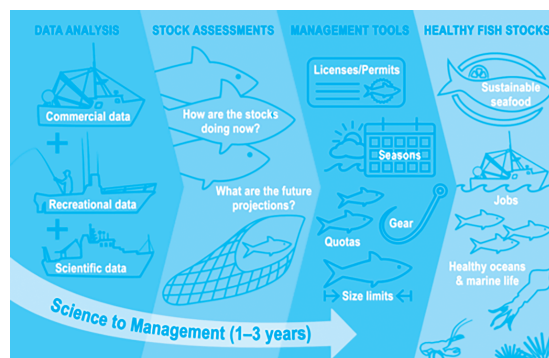 DATA ANALYSIS
Commercial data
+
Recreational data
+
Scientific data
STOCK ASSESSMENTS
How are the stocks
doing now?
What are the future
projections?
MANAGEMENT TOOLS
Licenses/Permits
Seasons
Quotas
Gear
Size limits
HEALTHY FISH STOCKS
Sustainable
seafood
Jobs
Healthy oceans
& marine life
Science to Management (1–3 years)